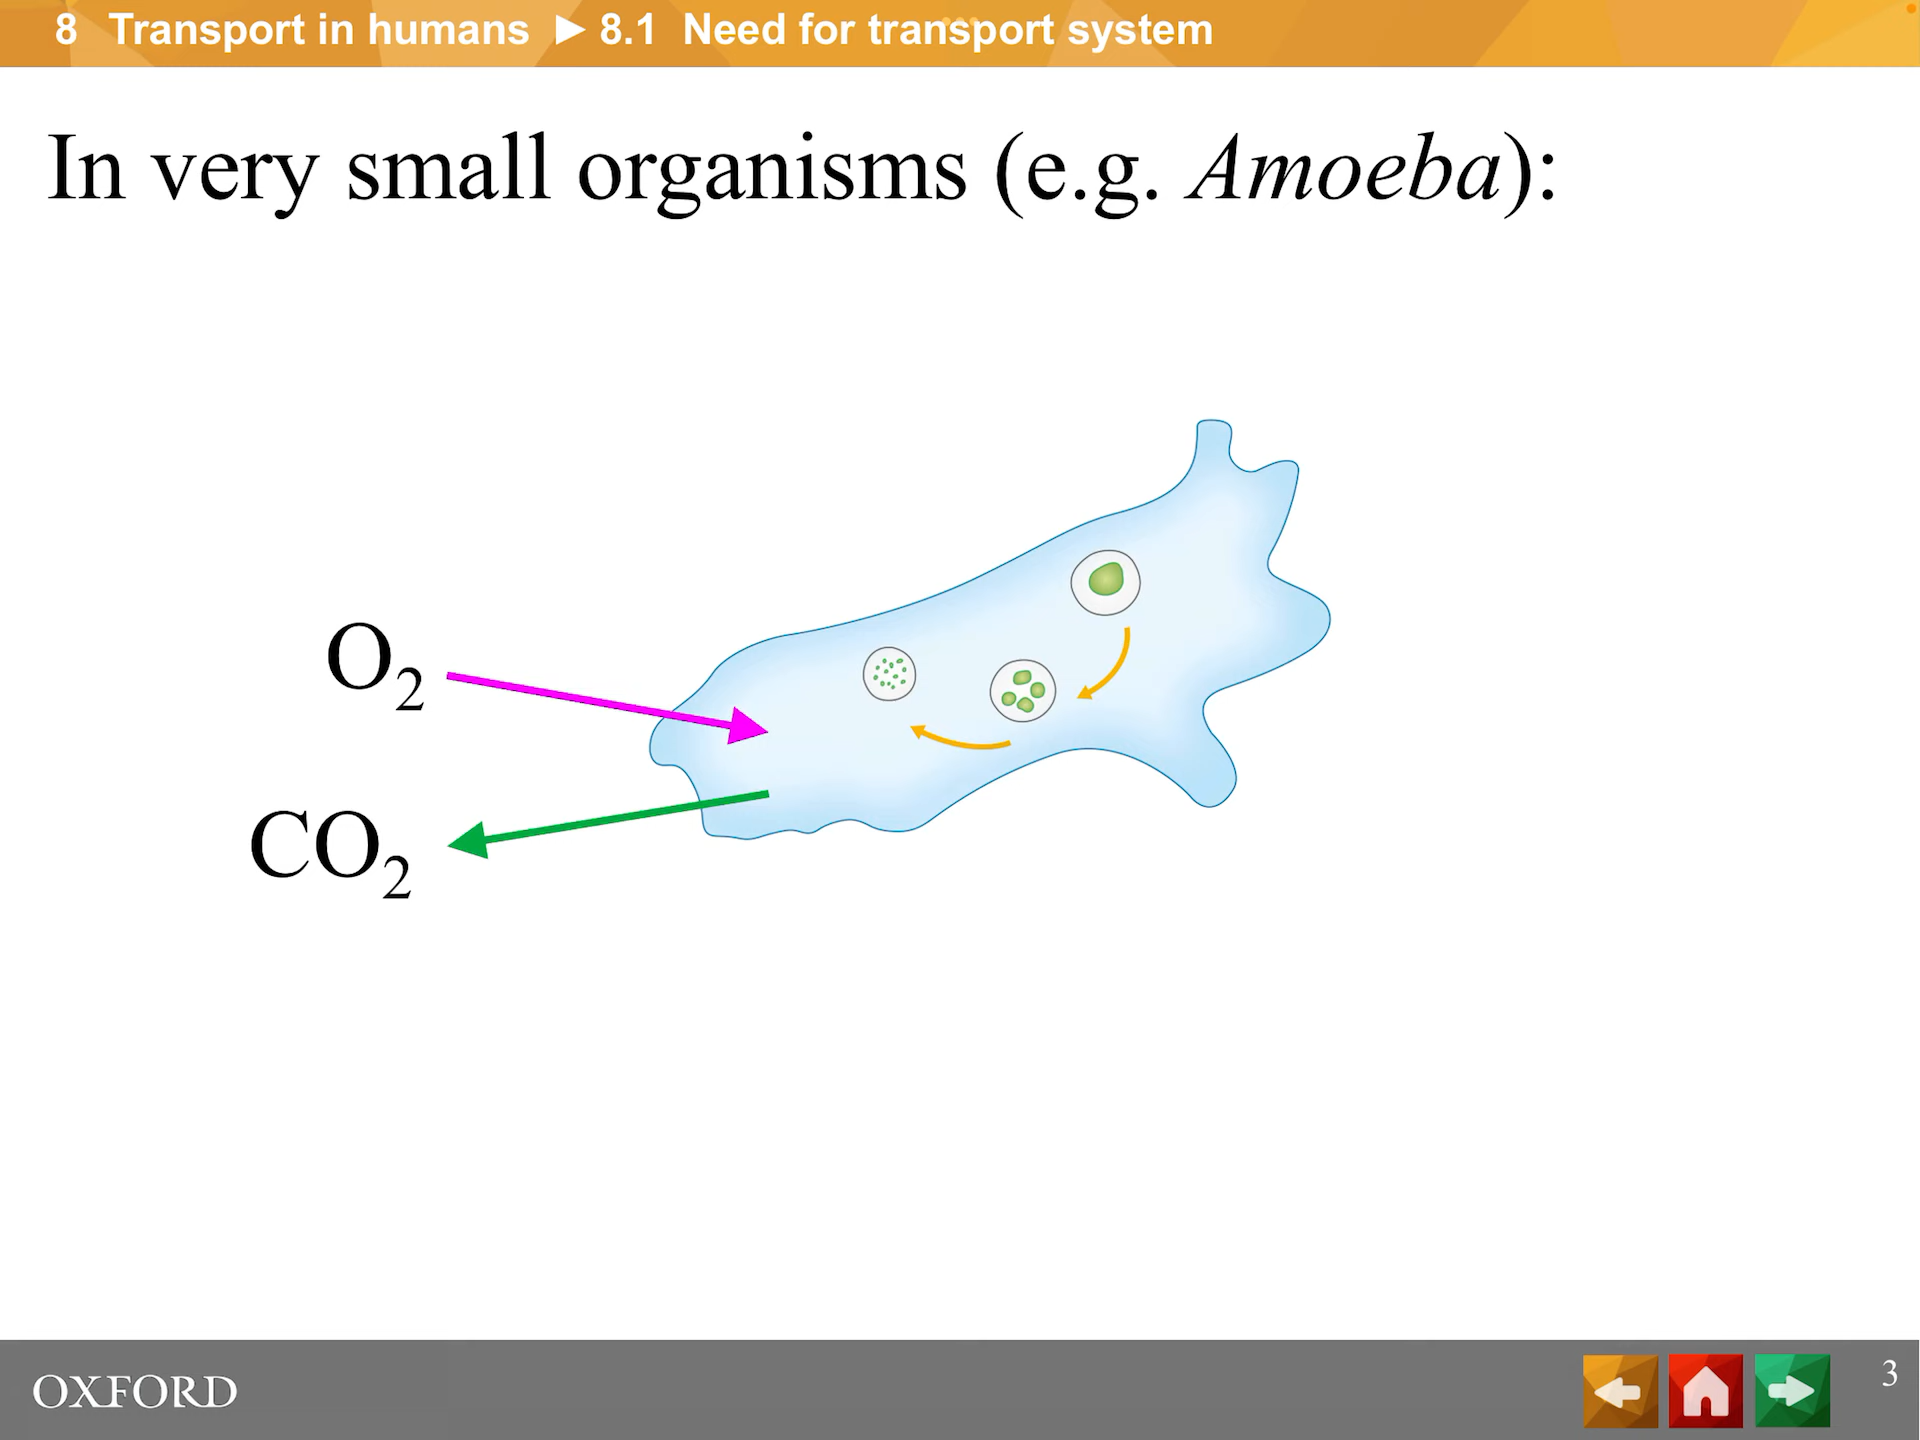 8 Transport in humans ► 8.1 Need for transport system
In very small organisms (e.g. Amoeba):
O₂
CO₂
OXFORD
3